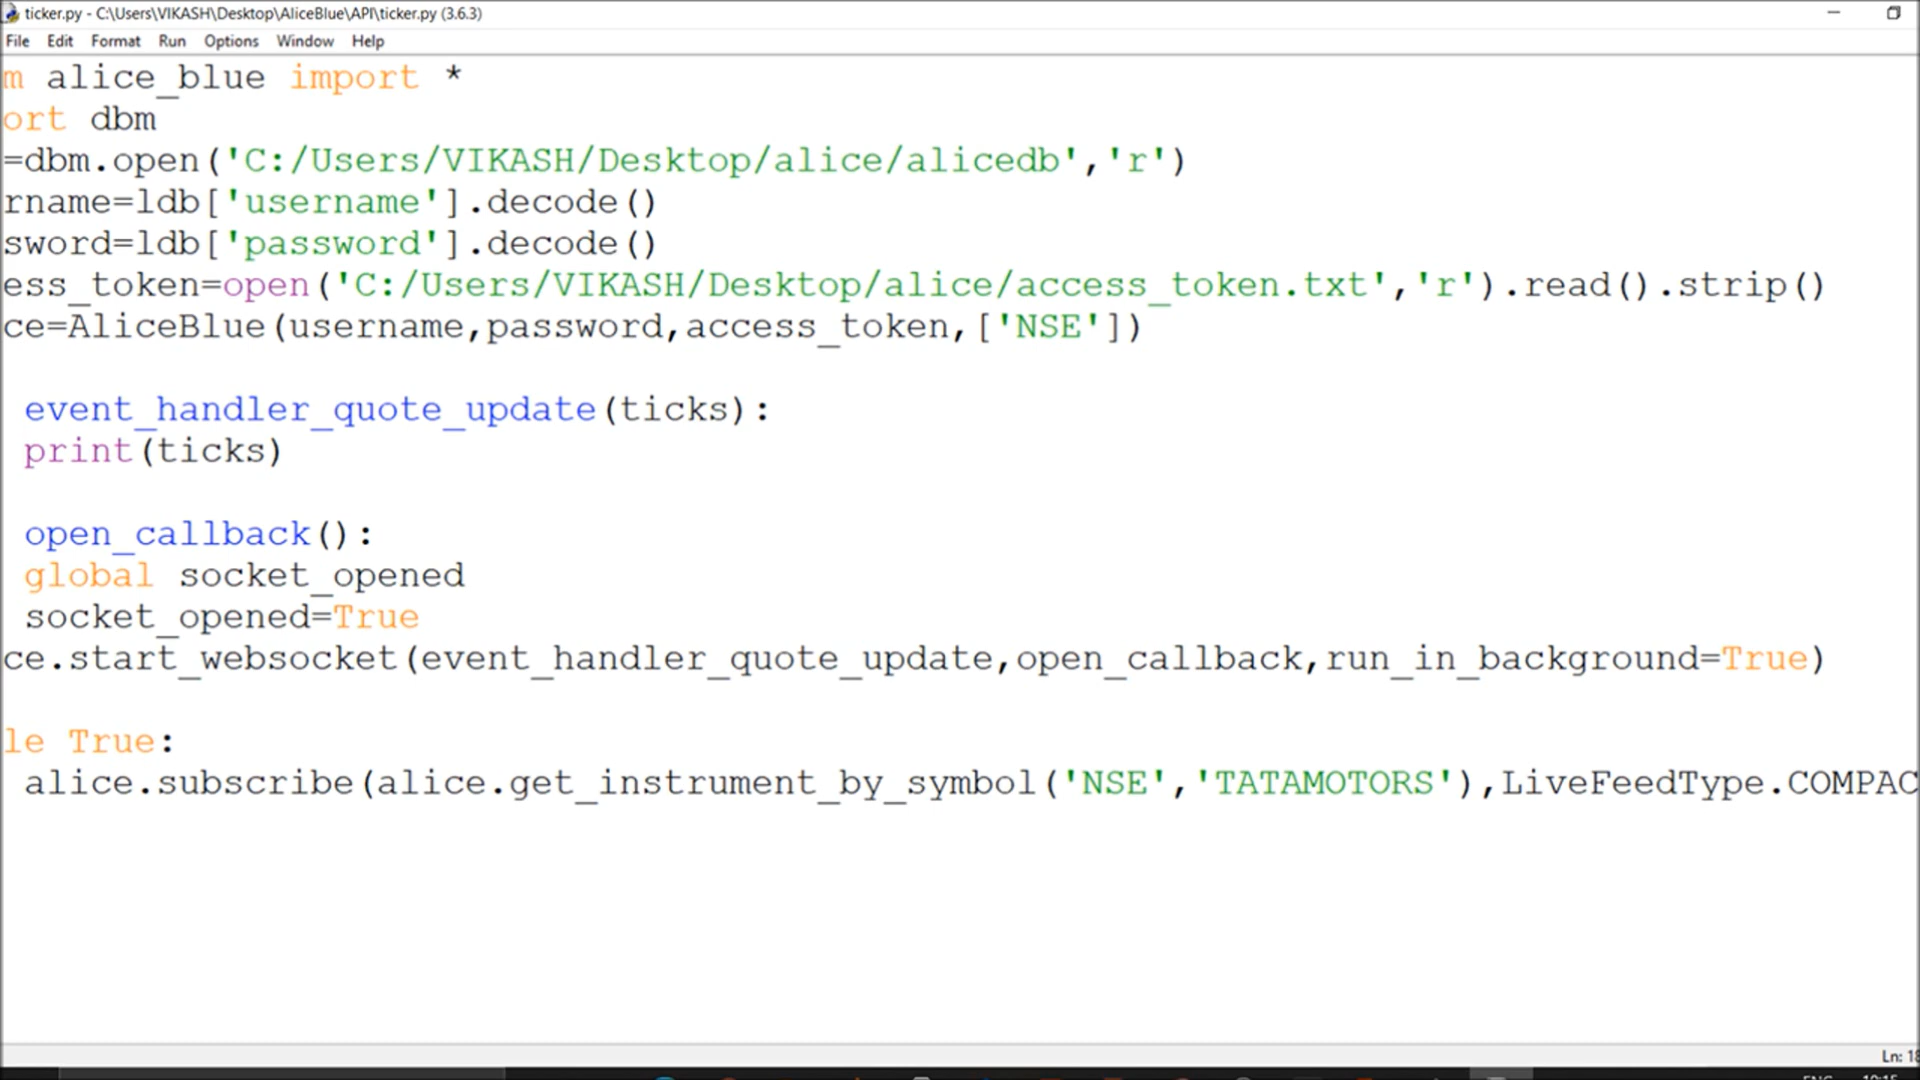 ticker.py - C:\Users\VIKASH\Desktop\AliceBlue\API\ticker.py (3.6.3)
File Edit Format Run Options Window Help
m alice_blue import *
ort dbm
=dbm.open('C:/Users/VIKASH/Desktop/alice/alicedb','r')
rname=ldb['username'].decode()
sword=ldb['password'].decode()
ess_token=open('C:/Users/VIKASH/Desktop/alice/access_token.txt','r').read().strip()
ce=AliceBlue(username,password,access_token,['NSE'])
event_handler_quote_update(ticks):
print(ticks)
open_callback():
global socket_opened
socket_opened=True
ce.start_websocket(event_handler_quote_update,open_callback,run_in_background=True)
le True:
alice.subscribe(alice.get_instrument_by_symbol('NSE','TATAMOTORS'),LiveFeedType.COMPAC
Ln: 18